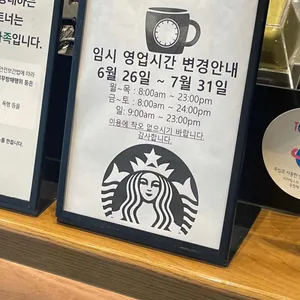 임시 영업시간 변경안내
6월 26일 ~ 7월 31일
월~목 : 8:00am ~ 23:00pm
금~토 : 8:00am ~ 24:00pm
일: 9:00am ~ 23:00pm
이용에 착오 없으시기 바랍니다.
감사합니다.